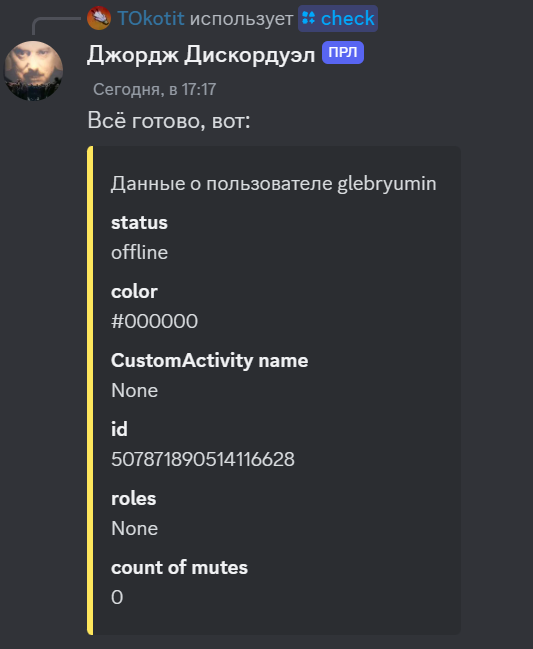 TOkotit использует check
Джордж Дискордуэл ПРЛ
Сегодня, в 17:17
Всё готово, вот:
Данные о пользователе glebryumin
status
offline
color
#000000
CustomActivity name
None
id
507871890514116628
roles
None
count of mutes
0